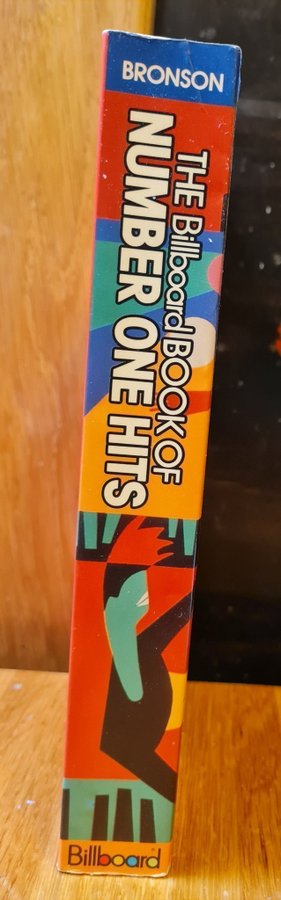 BRONSON
THE Billboard BOOK OF
NUMBER ONE HITS
Billboard